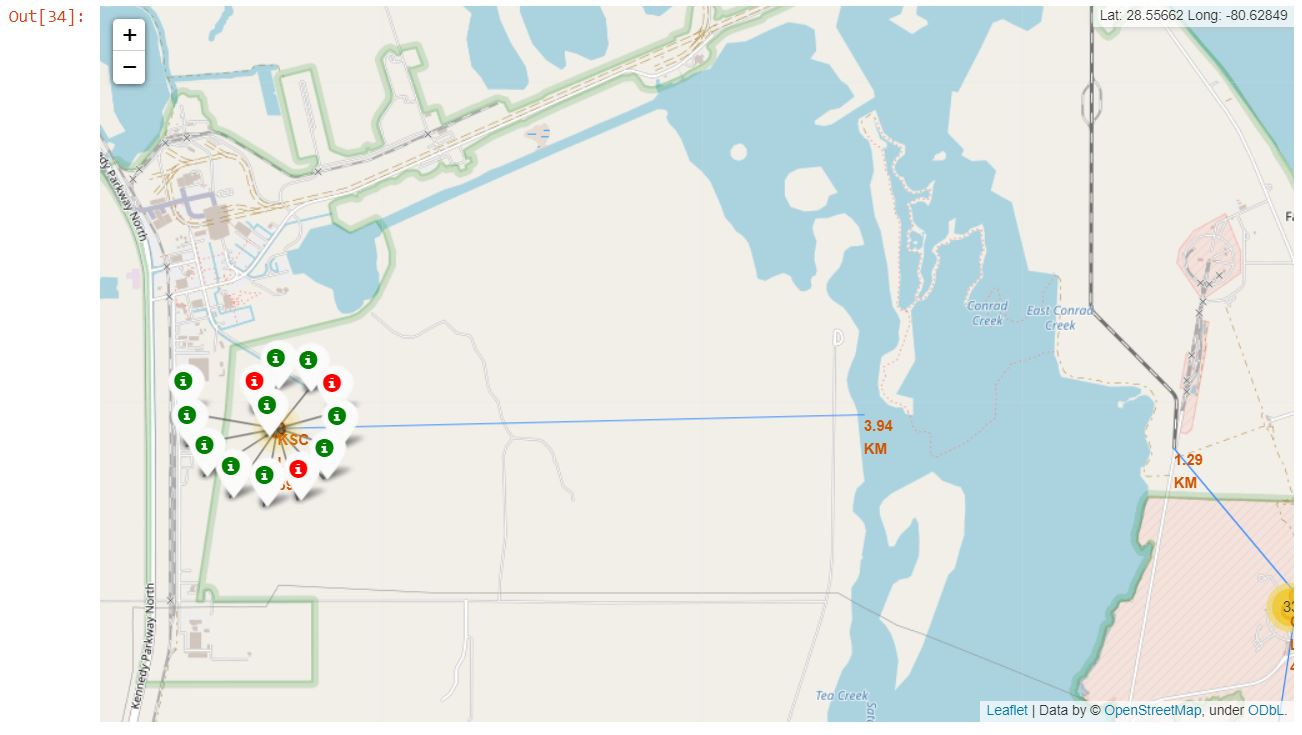 Out[34]:
+
−
Lat: 28.55662 Long: -80.62849
Kennedy Parkway North
Conrad
Creek
East Conrad
Creek
D
KSC
3.94
KM
1.29
KM
Kennedy Parkway North
Tea Creek
Leaflet | Data by © OpenStreetMap, under ODbL.